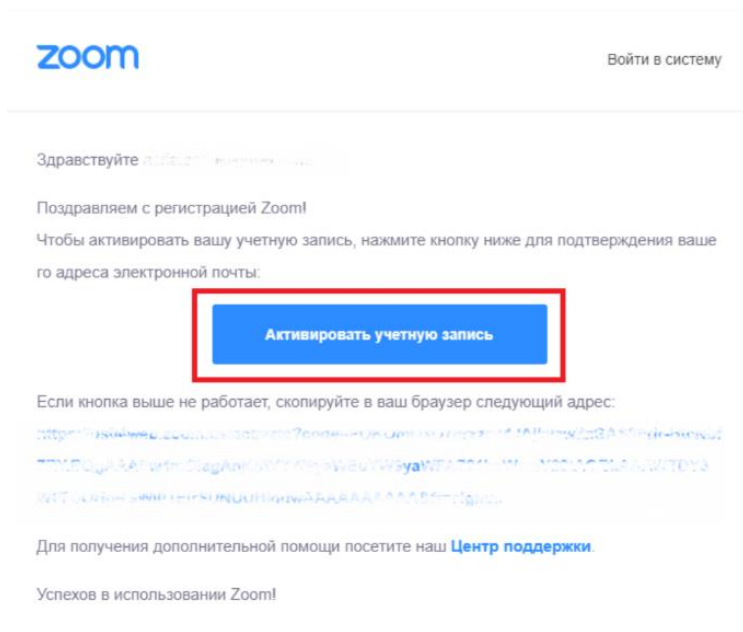 zoom
Войти в систему
Здравствуйте
Поздравляем с регистрацией Zoom!
Чтобы активировать вашу учетную запись, нажмите кнопку ниже для подтверждения ваше
го адреса электронной почты:
Активировать учетную запись
Если кнопка выше не работает, скопируйте в ваш браузер следующий адрес:
Для получения дополнительной помощи посетите наш Центр поддержки.
Успехов в использовании Zoom!